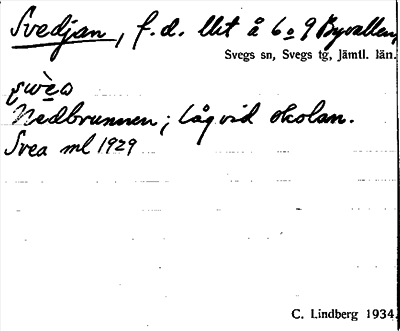 Svedjan, f.d. llit å 6 o 9 Byvallen,
Svegs sn, Svegs tg, Jämtl. län.
Nedbrunnen; låg vid skolan.
Svea ml 1929
C. Lindberg 1934.